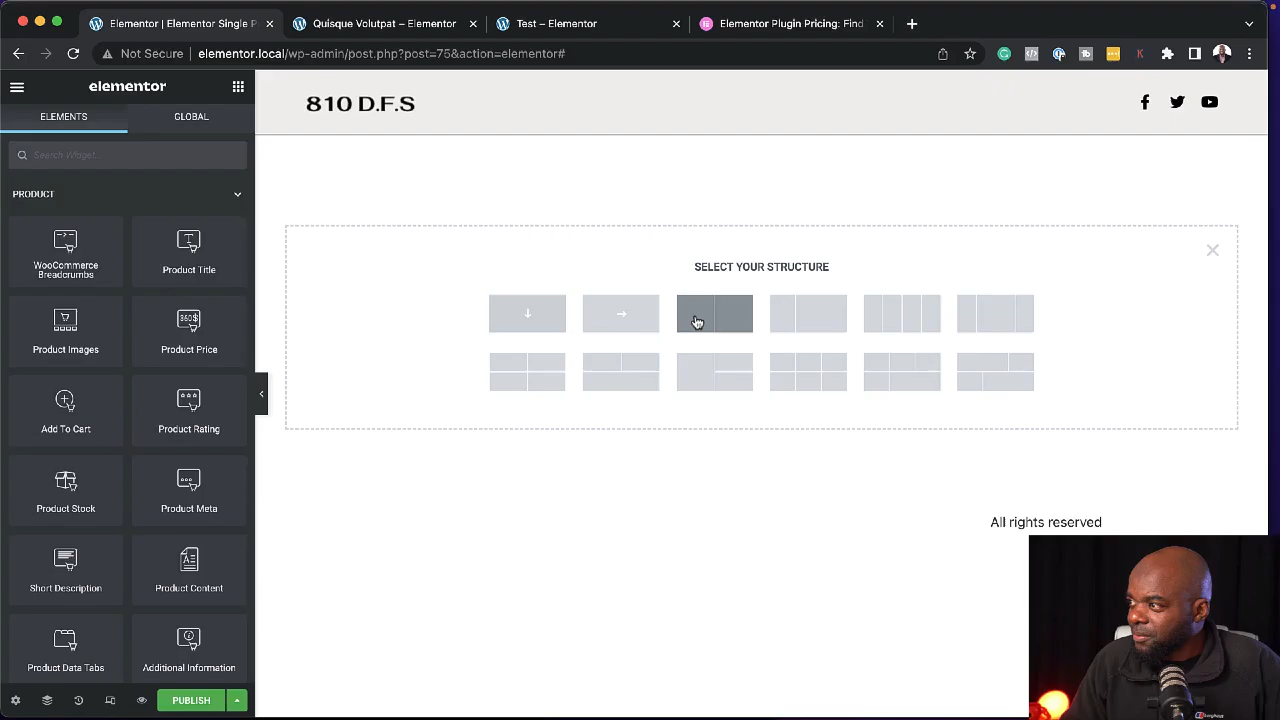 Elementor | Elementor Single P
Quisque Volutpat – Elementor
Test – Elementor
Elementor Plugin Pricing: Find
Not Secure
elementor.local/wp-admin/post.php?post=75&action=elementor#
elementor
ELEMENTS
GLOBAL
Search Widget...
PRODUCT
WooCommerce
Breadcrumbs
Product Title
Product Images
Product Price
Add To Cart
Product Rating
Product Stock
Product Meta
Short Description
Product Content
Product Data Tabs
Additional Information
PUBLISH
810 D.F.S
SELECT YOUR STRUCTURE
All rights reserved